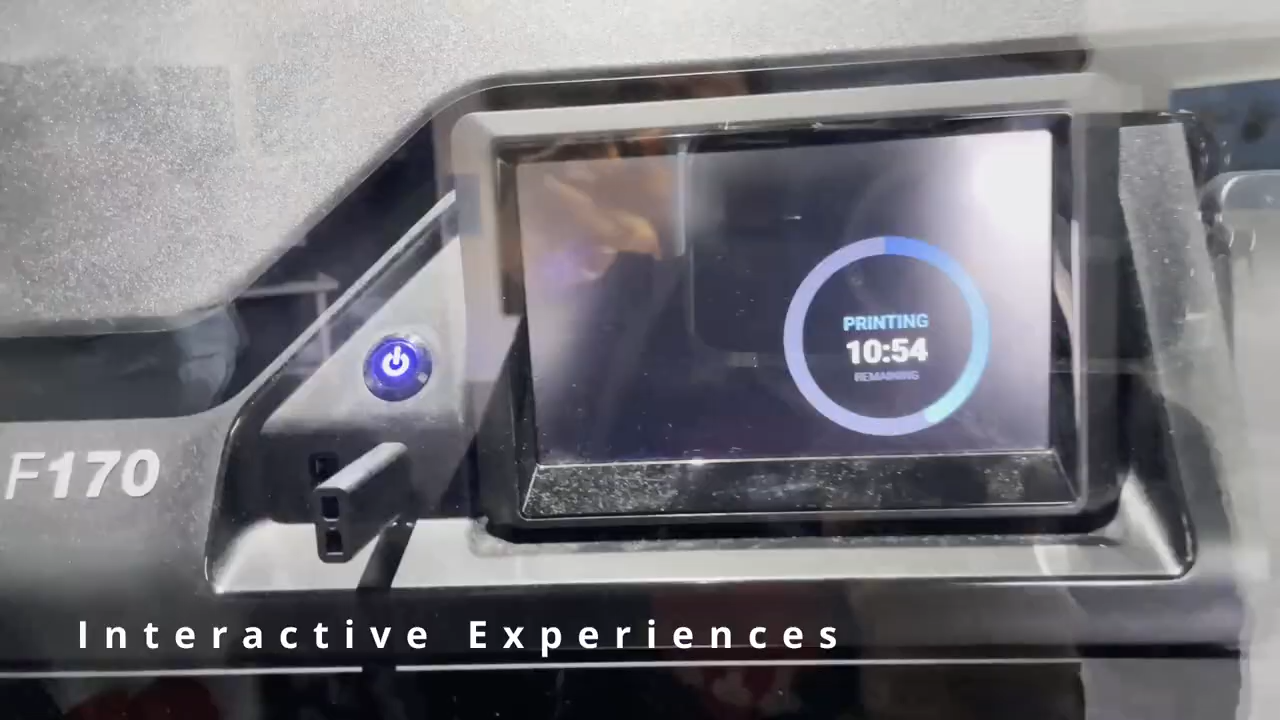 PRINTING
10:54
REMAINING
F170
Interactive Experiences